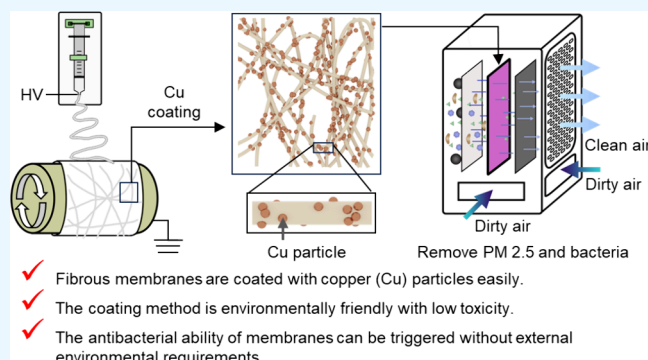 HV
Cu
coating
Cu particle
Clean air
Dirty air
Dirty air
Remove PM 2.5 and bacteria
Fibrous membranes are coated with copper (Cu) particles easily.
The coating method is environmentally friendly with low toxicity.
The antibacterial ability of membranes can be triggered without external
environmental requirements